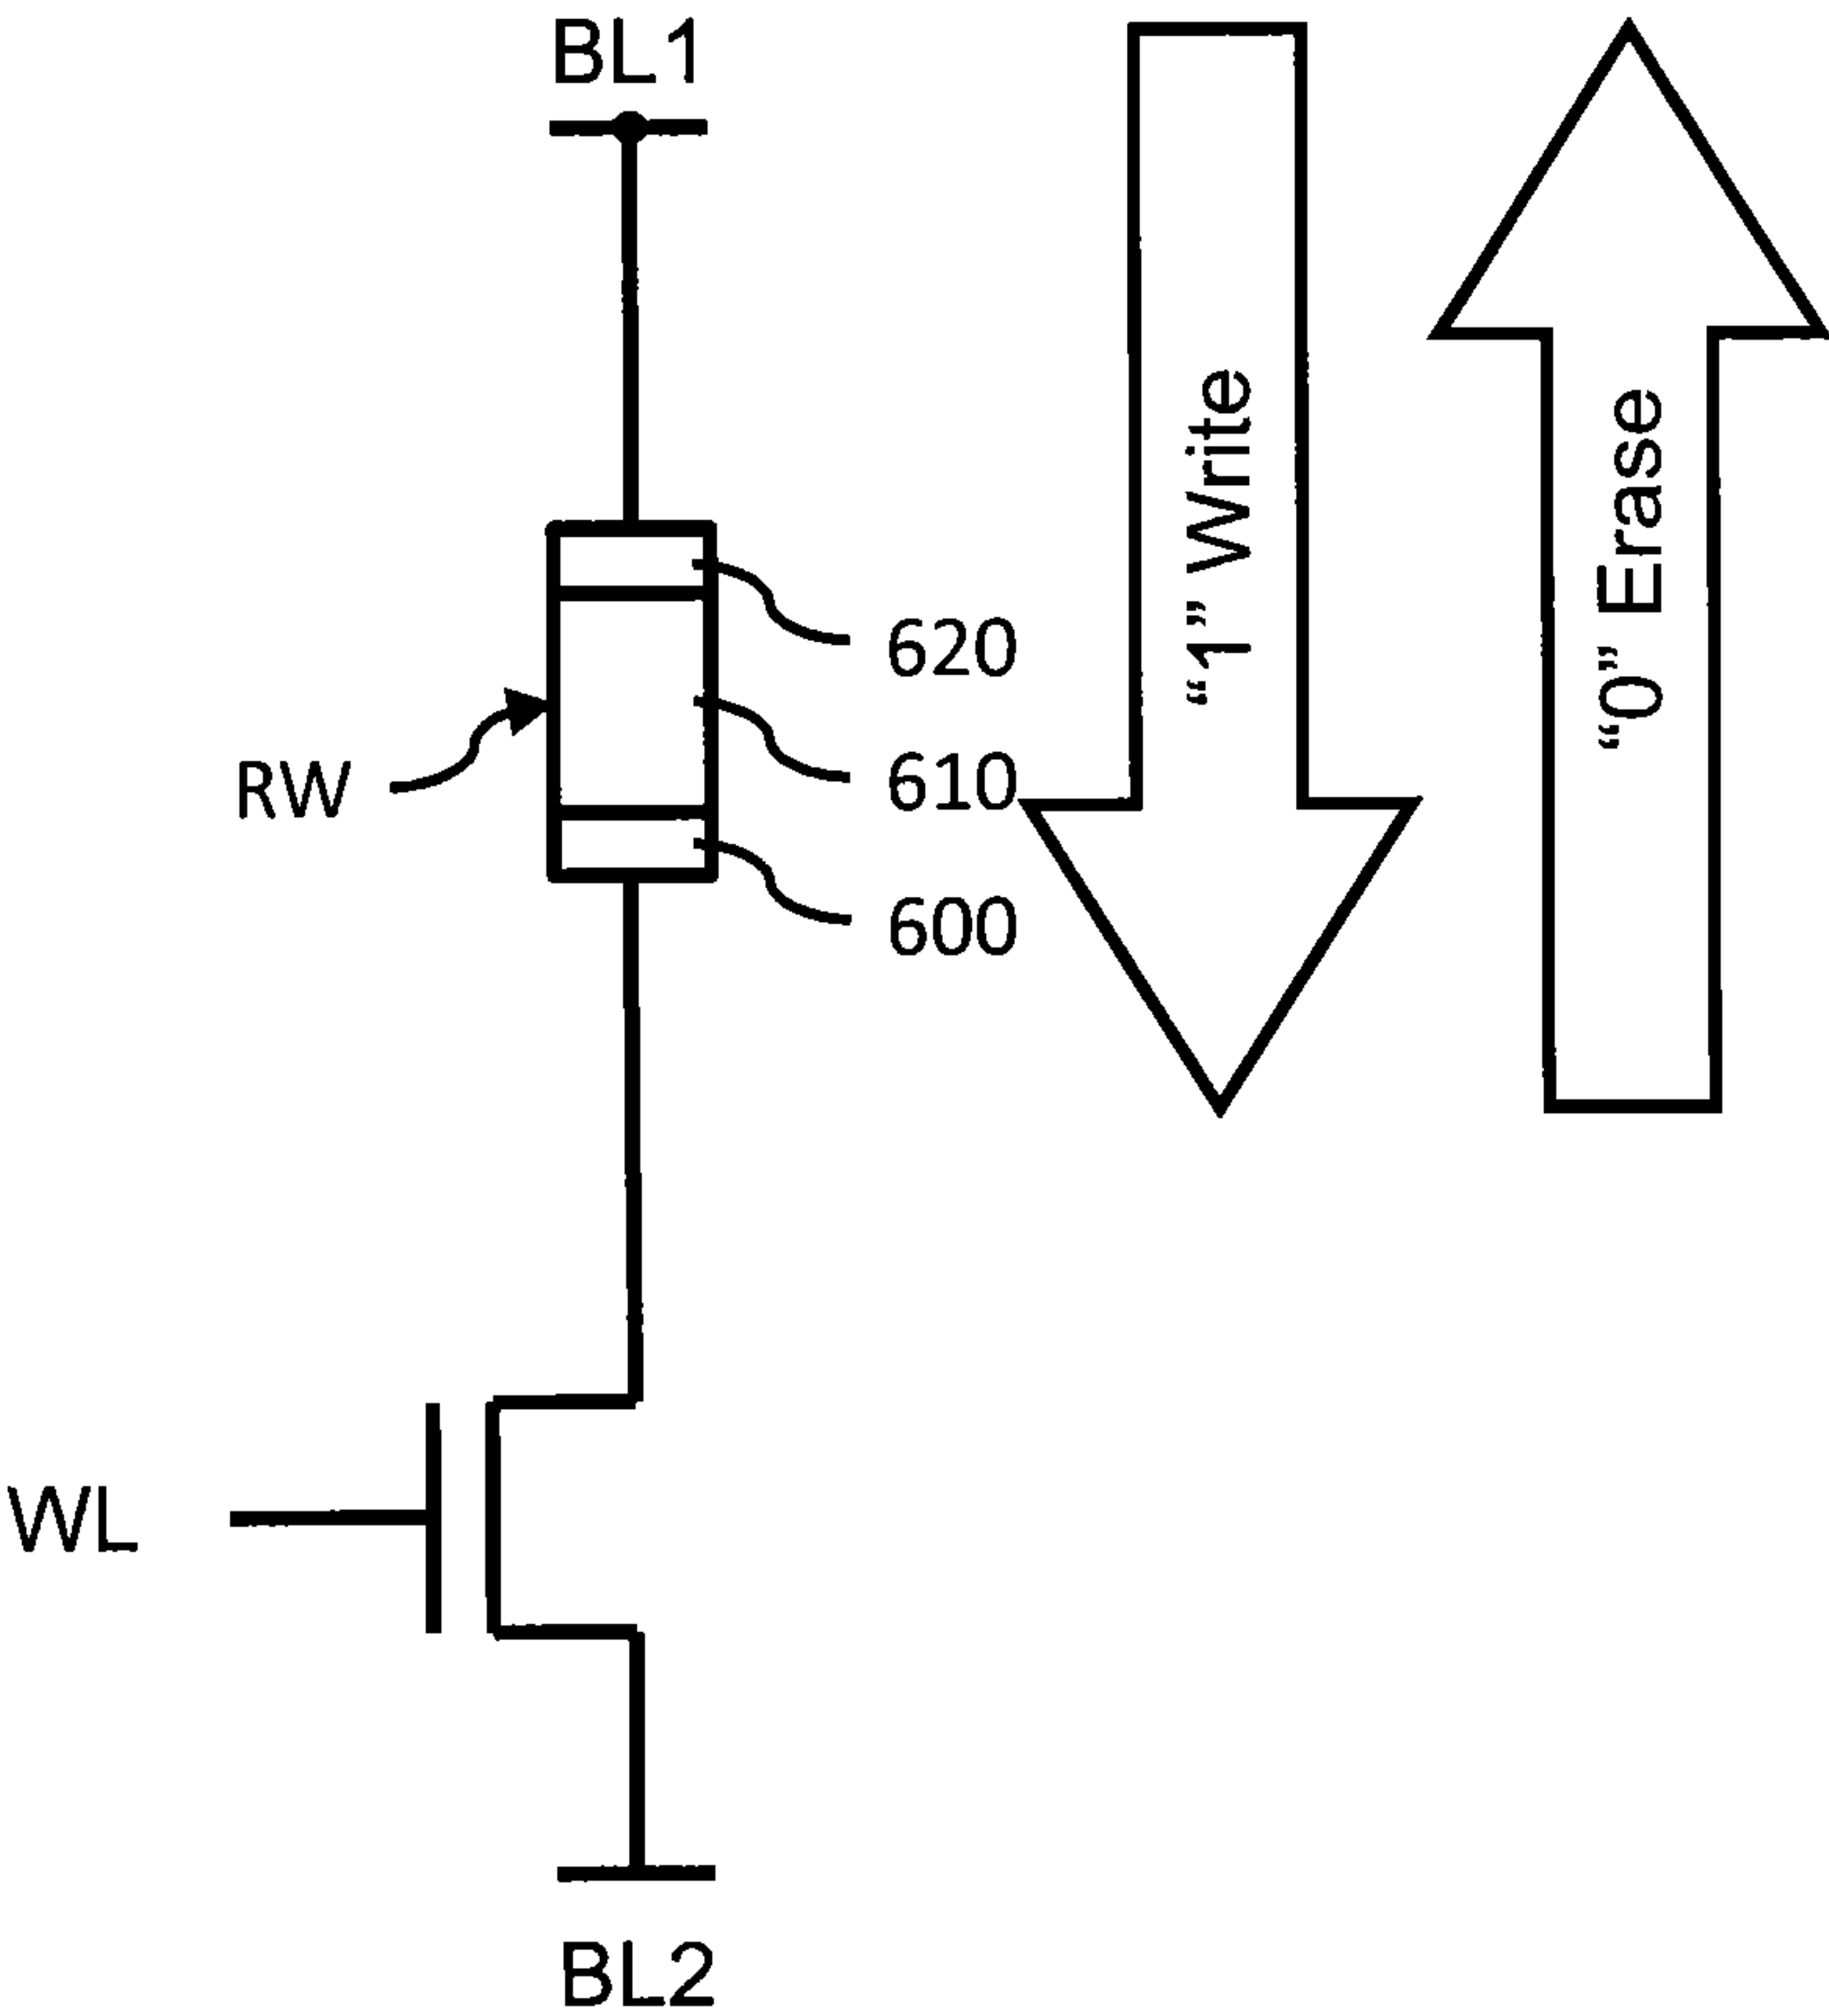 BL1
620
RW
610
600
“1” Write
“0” Erase
WL
BL2